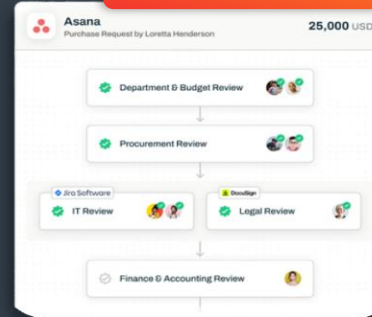 Asana
Purchase Request by Loretta Henderson
25,000 USD
Department & Budget Review
Procurement Review
Jira Software
IT Review
DocuSign
Legal Review
Finance & Accounting Review